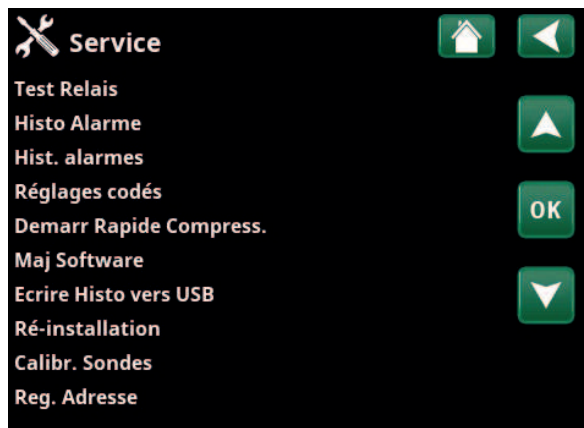 Service
Test Relais
Histo Alarme
Hist. alarmes
Réglages codés
OK
Demarr Rapide Compress.
Maj Software
Ecrire Histo vers USB
Ré-installation
Calibr. Sondes
Reg. Adresse